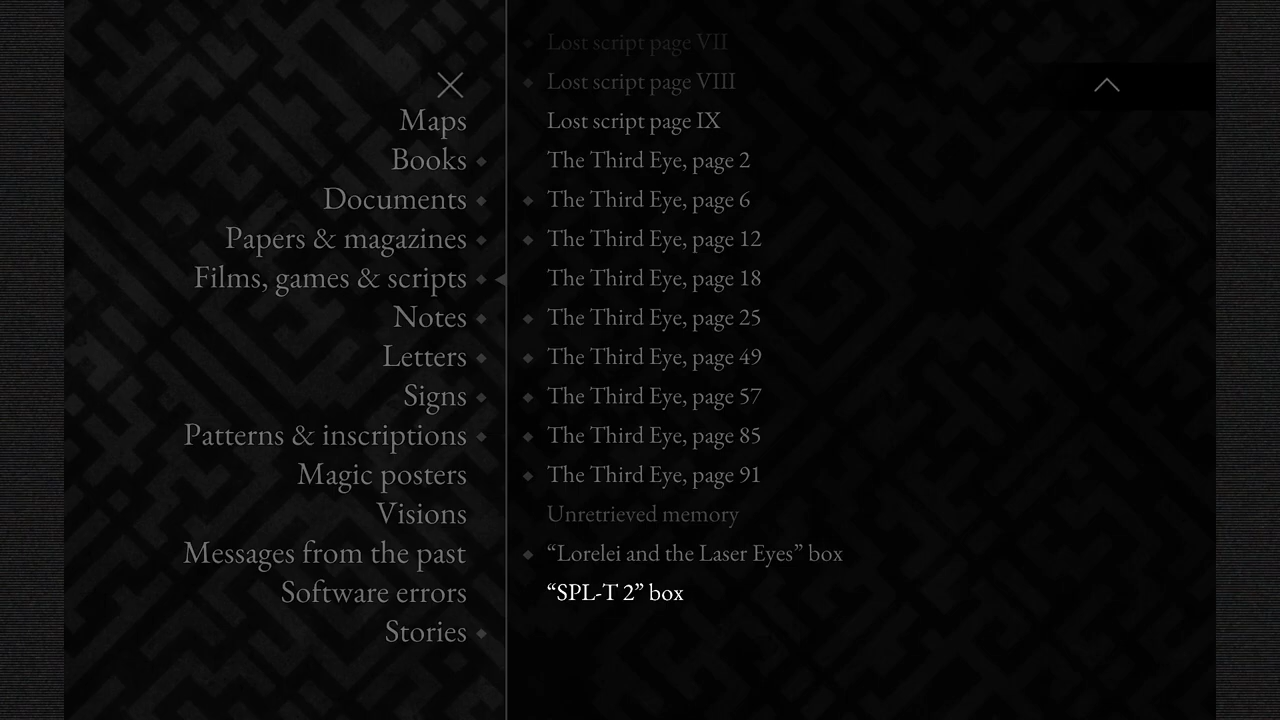 Maps
Books
Documents
Papers & magazines
Films, games & scripts
Notes
Letters
Signs
Patterns & inscriptions
Magic posters
Visions
Messages from the past
Software errors
Stories
Lost script page VII
Lost script page VIII
Lost script page IX
The Third Eye, page 2
The Third Eye, page 6
The Third Eye, page 12
The Third Eye, page 18
The Third Eye, page 25
The Third Eye, page 49
The Third Eye, page 57
The Third Eye, page 85
The Third Eye, page 91
Unretrieved memory
“Lorelei and the Laser Eyes” box
“SPL-T 2” box